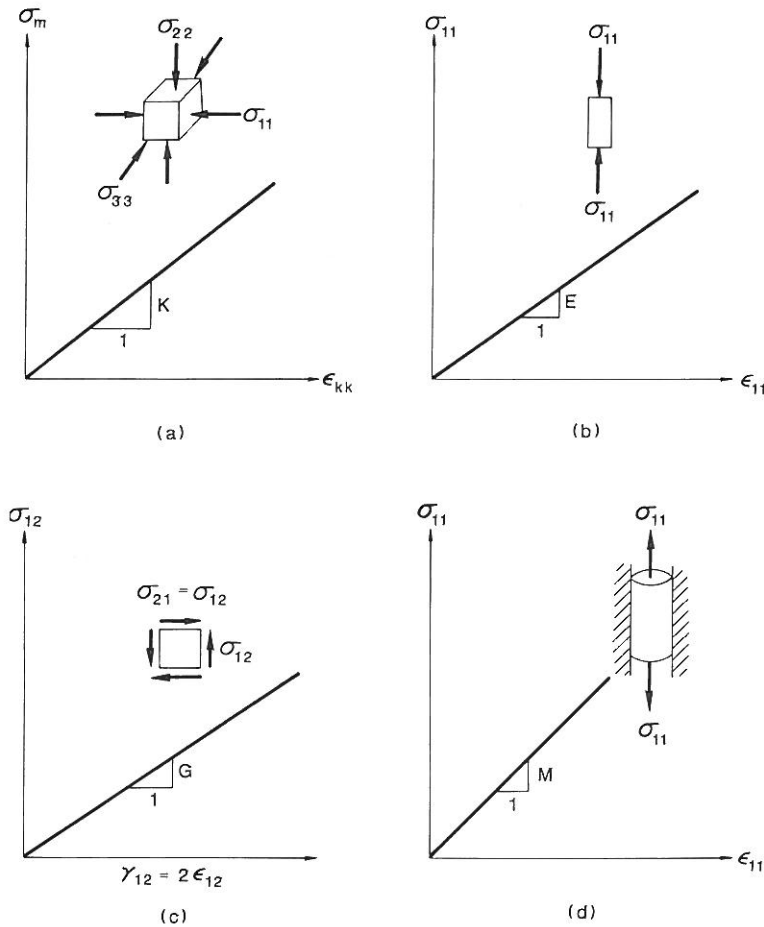 σₘ
σ₂₂
σ₁₁
σ₃₃
K
1
ϵₖₖ
(a)
σ₁₁
σ₁₁
σ₁₁
E
1
ϵ₁₁
(b)
σ₁₂
σ₂₁ = σ₁₂
σ₁₂
G
1
γ₁₂ = 2ϵ₁₂
(c)
σ₁₁
σ₁₁
σ₁₁
M
1
ϵ₁₁
(d)